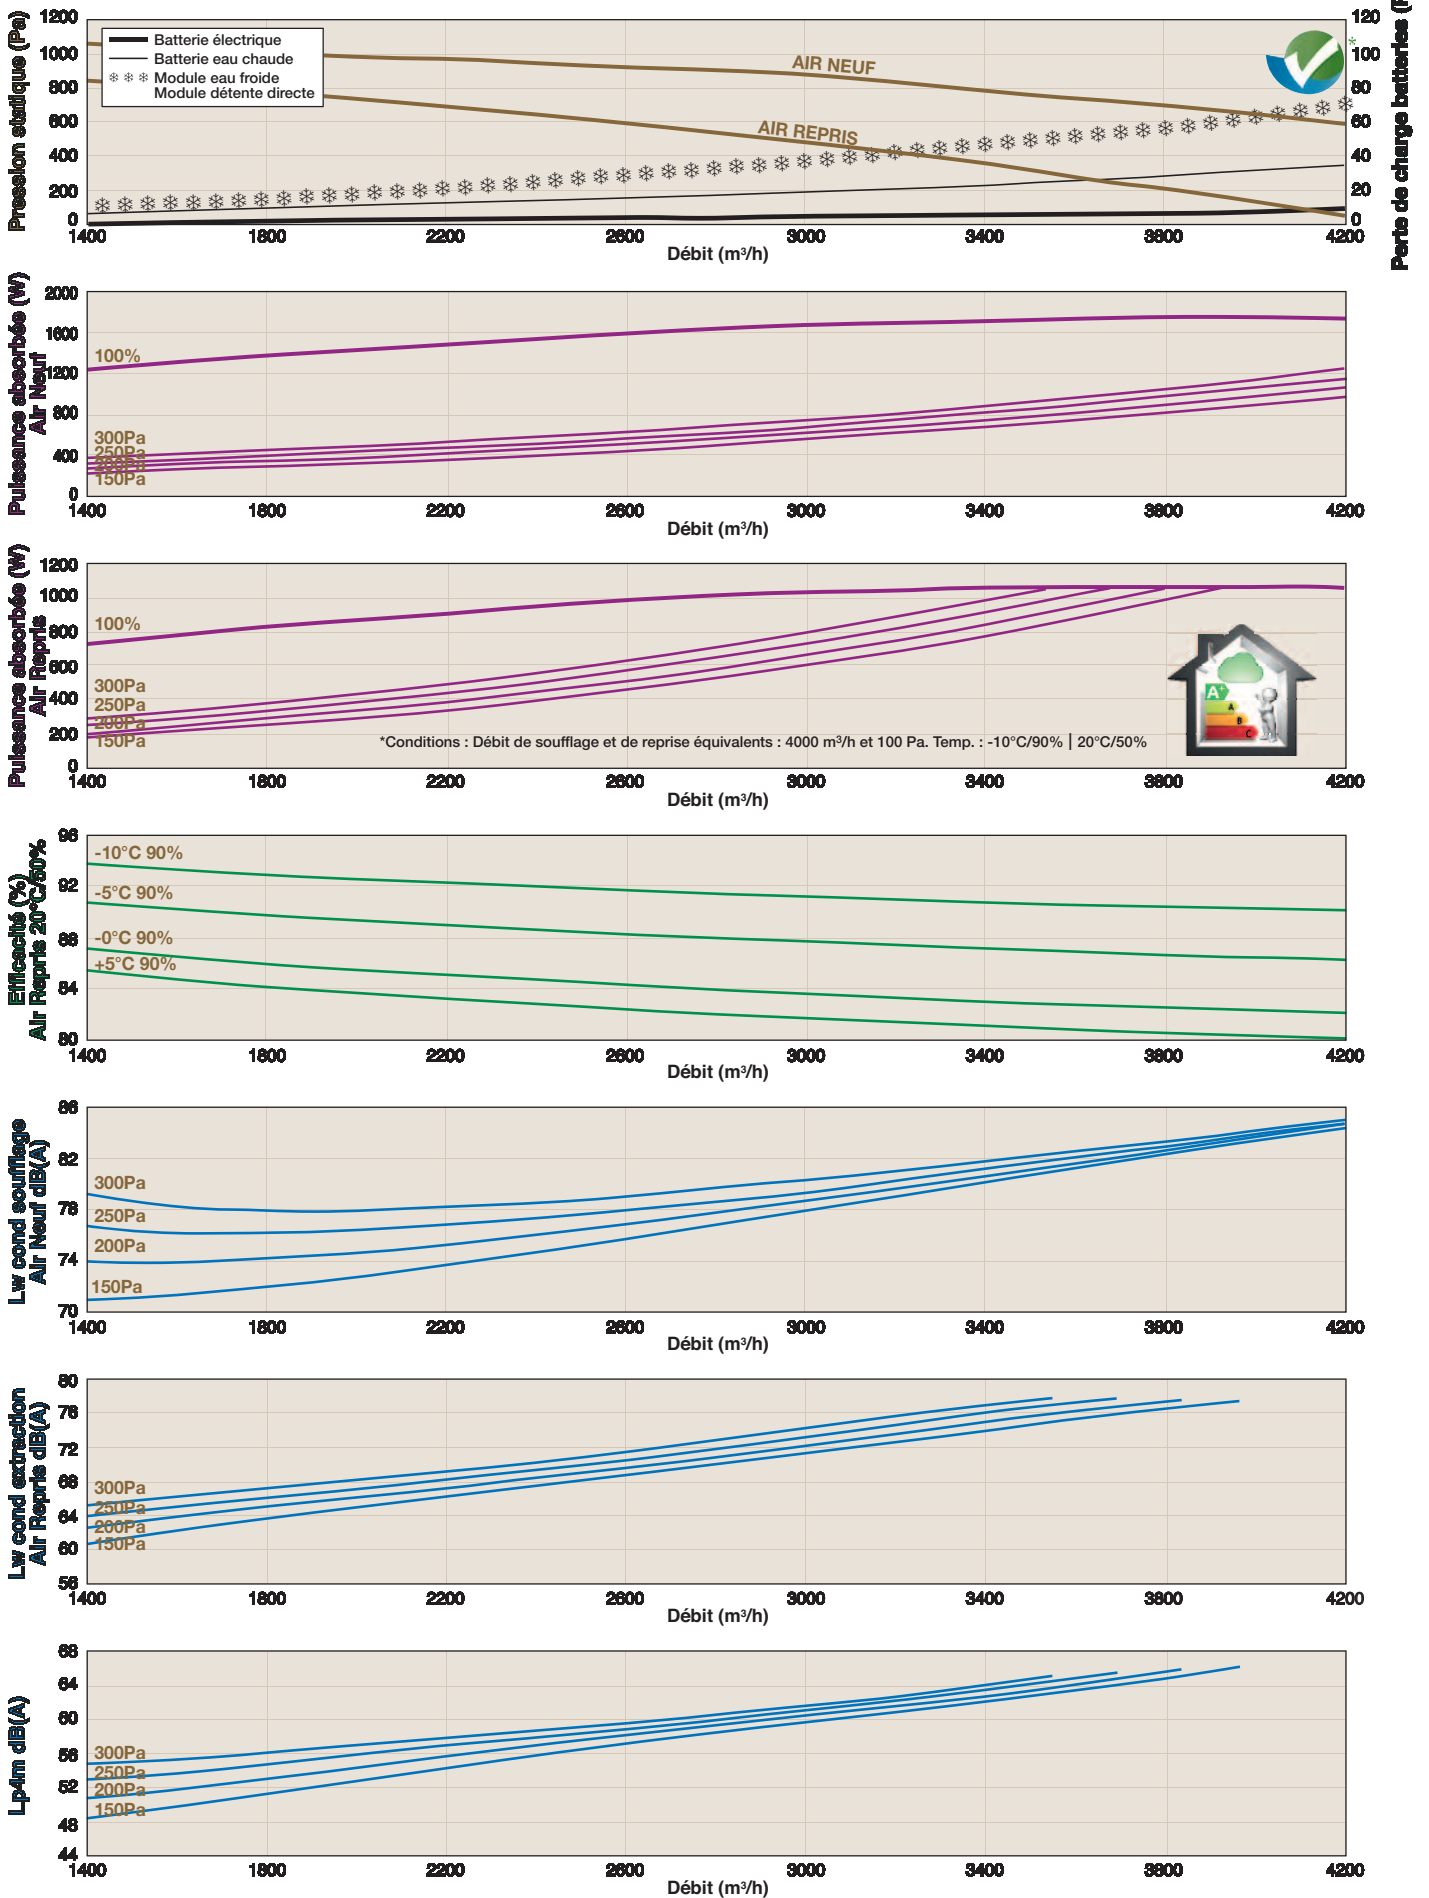 Pression statique (Pa)
1200
1000
800
600
400
200
0
Batterie électrique
Batterie eau chaude
Module eau froide
Module détente directe
AIR NEUF
AIR REPRIS
*
120
100
80
60
40
20
0
Perte de charge batteries
1400 1800 2200 2600 3000 3400 3800 4200
Débit (m³/h)
Puissance absorbée (W)
Air Neuf
2000
1600
1200
800
400
0
100%
300Pa
250Pa
200Pa
150Pa
1400 1800 2200 2600 3000 3400 3800 4200
Débit (m³/h)
Puissance absorbée (W)
Air Repris
1200
1000
800
600
400
200
0
100%
300Pa
250Pa
200Pa
150Pa
A+
A
B
C
*Conditions : Débit de soufflage et de reprise équivalents : 4000 m³/h et 100 Pa. Temp. : -10°C/90% | 20°C/50%
1400 1800 2200 2600 3000 3400 3800 4200
Débit (m³/h)
Efficacité (%)
Air Repris 20°C/50%
96
92
88
84
80
-10°C 90%
-5°C 90%
-0°C 90%
+5°C 90%
1400 1800 2200 2600 3000 3400 3800 4200
Débit (m³/h)
Lw cond soufflage
Air Neuf dB(A)
86
82
78
74
70
300Pa
250Pa
200Pa
150Pa
1400 1800 2200 2600 3000 3400 3800 4200
Débit (m³/h)
Lw cond extraction
Air Repris dB(A)
80
76
72
68
64
60
56
300Pa
250Pa
200Pa
150Pa
1400 1800 2200 2600 3000 3400 3800 4200
Débit (m³/h)
Lp4m dB(A)
68
64
60
56
52
48
44
300Pa
250Pa
200Pa
150Pa
1400 1800 2200 2600 3000 3400 3800 4200
Débit (m³/h)